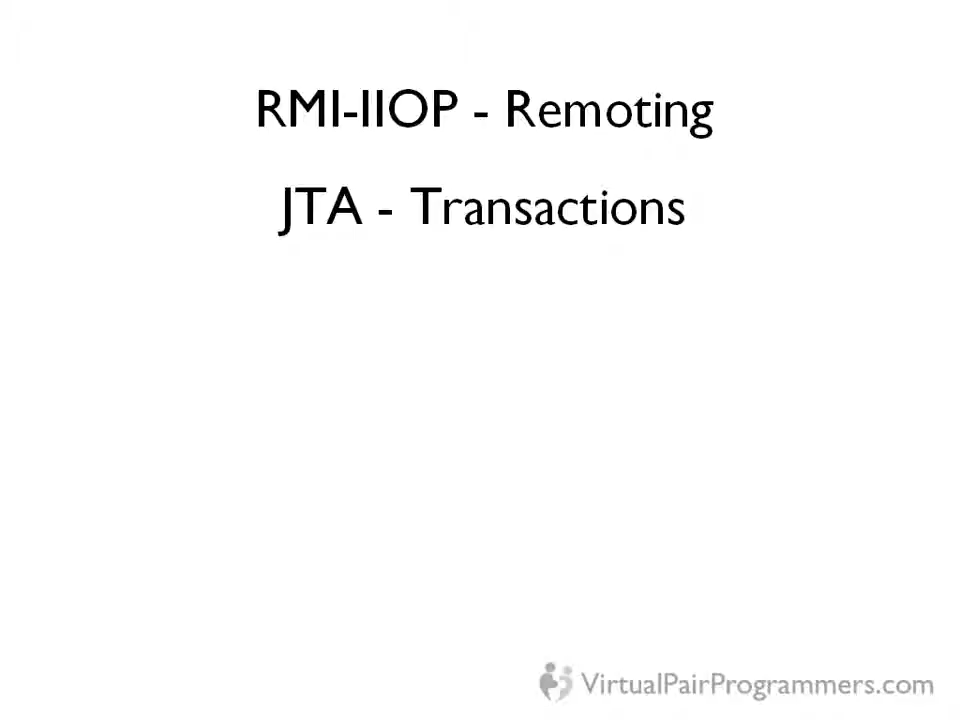 RMI-IIOP - Remoting
JTA - Transactions
VirtualPairProgrammers.com